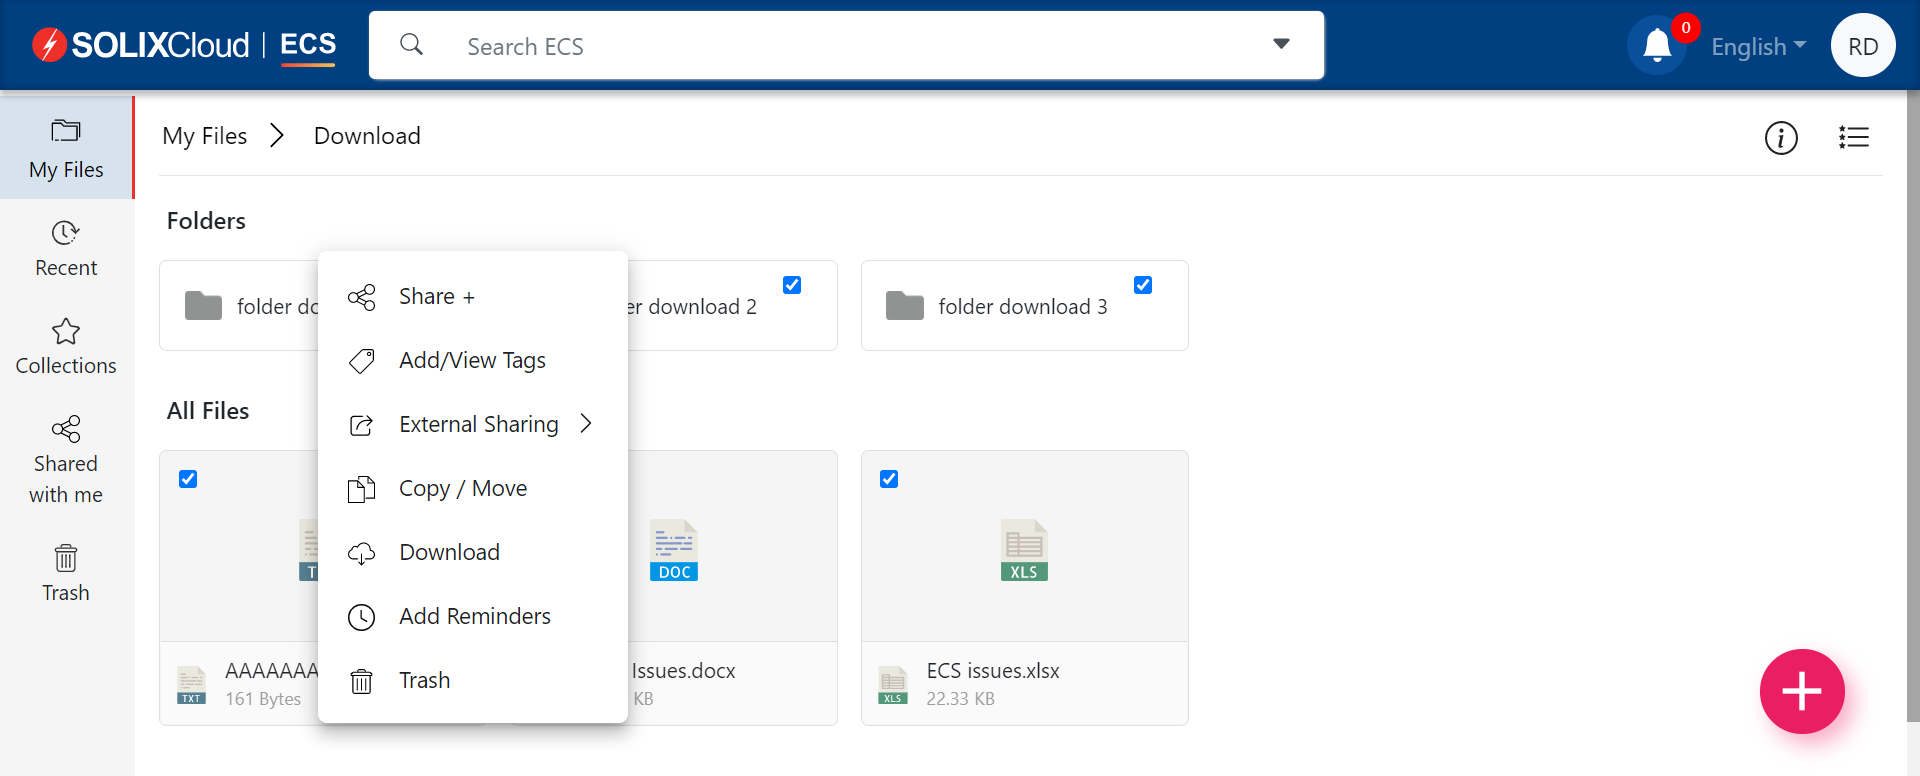 SOLIXCloud | ECS
Search ECS
0
English
RD
My Files
Recent
Collections
Shared
with me
Trash
My Files > Download
Folders
folder
download 2
folder download 3
Share +
Add/View Tags
External Sharing
Copy / Move
Download
Add Reminders
Trash
All Files
DOC
XLS
TXT
AAAAAAA
161 Bytes
Issues.docx
KB
XLS
ECS issues.xlsx
22.33 KB